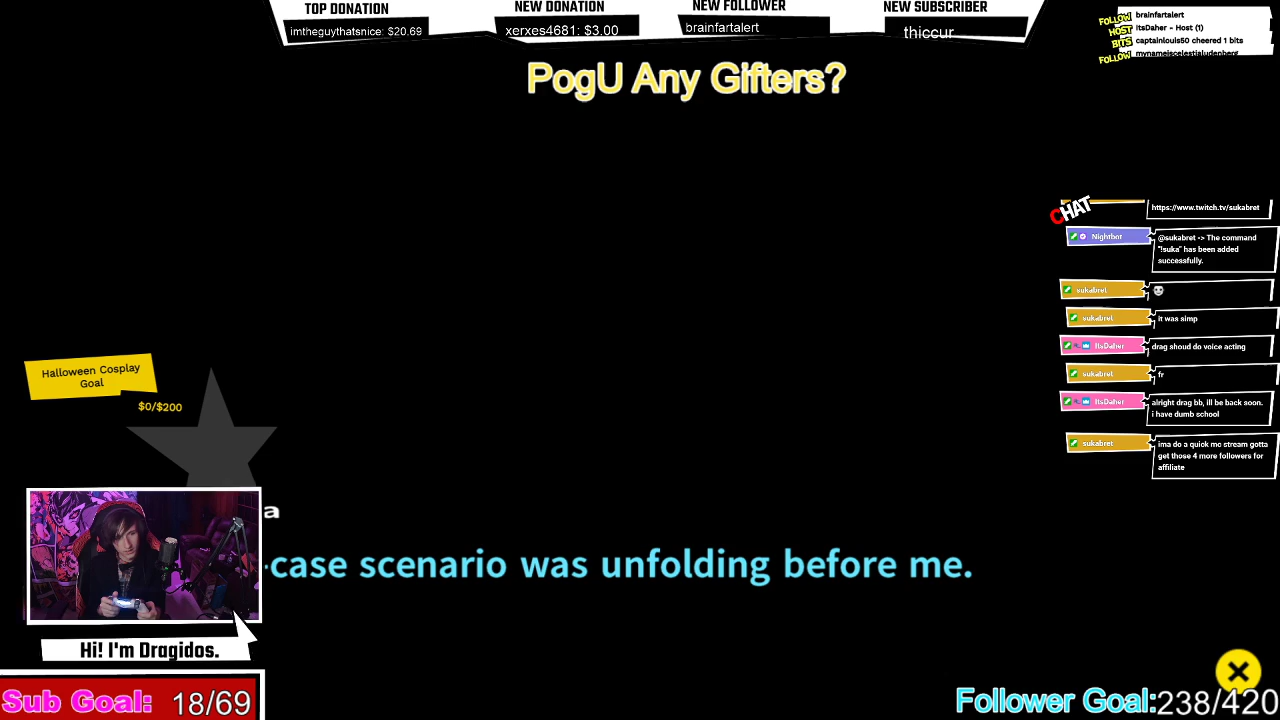 TOP DONATION
imtheguythatsnice: $20.69
NEW DONATION
xerxes4681: $3.00
NEW FOLLOWER
brainfartalert
NEW SUBSCRIBER
thiccur
FOLLOW brainfartalert
HOST ItsDaher - Host (1)
BITS captainlouis50 cheered 1 bits
FOLLOW mynameiscelestialudenberg
PogU Any Gifters?
CHAT
https://www.twitch.tv/sukabret
Nightbot
@sukabret -> The command
"!suka" has been added
successfully.
sukabret
sukabret it was simp
ItsDaher drag shoud do voice acting
sukabret fr
ItsDaher alright drag bb, ill be back soon.
i have dumb school
sukabret ima do a quick mc stream gotta
get those 4 more followers for
affiliate
Halloween Cosplay
Goal
$0/$200
a
-case scenario was unfolding before me.
Hi! I'm Dragidos.
Sub Goal: 18/69
Follower Goal: 238/420